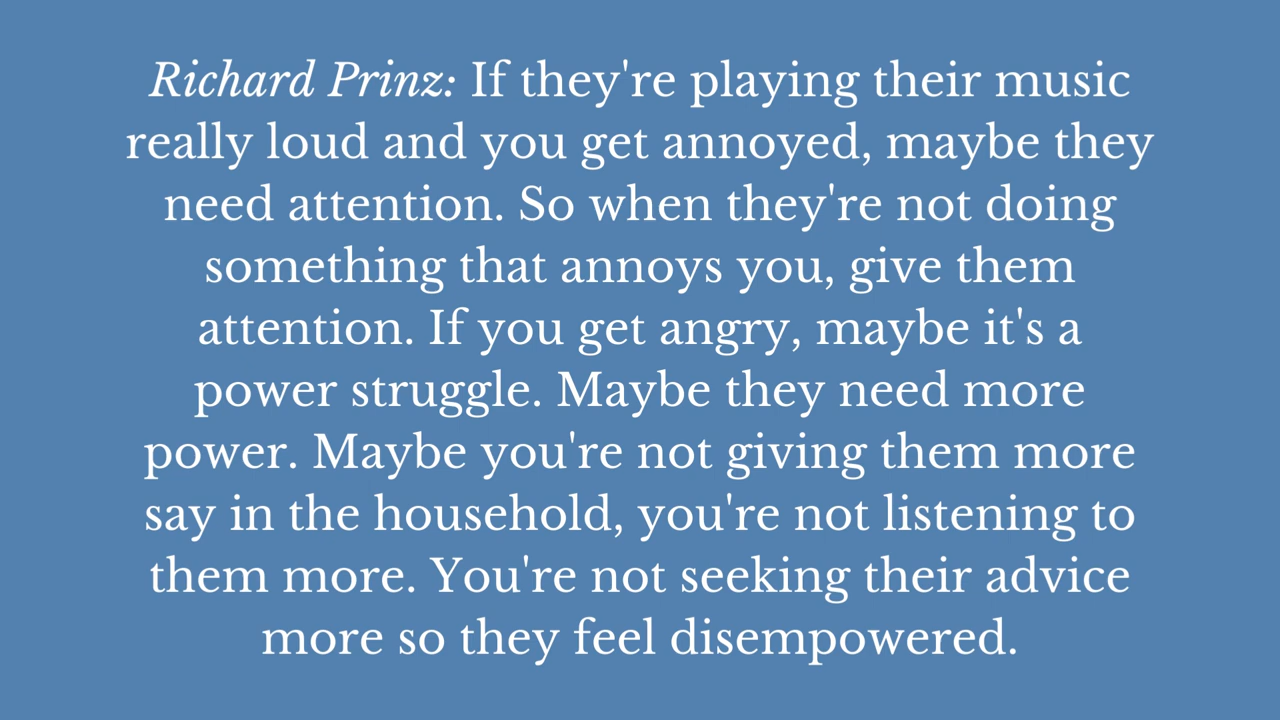 Richard Prinz: If they're playing their music
really loud and you get annoyed, maybe they
need attention. So when they're not doing
something that annoys you, give them
attention. If you get angry, maybe it's a
power struggle. Maybe they need more
power. Maybe you're not giving them more
say in the household, you're not listening to
them more. You're not seeking their advice
more so they feel disempowered.